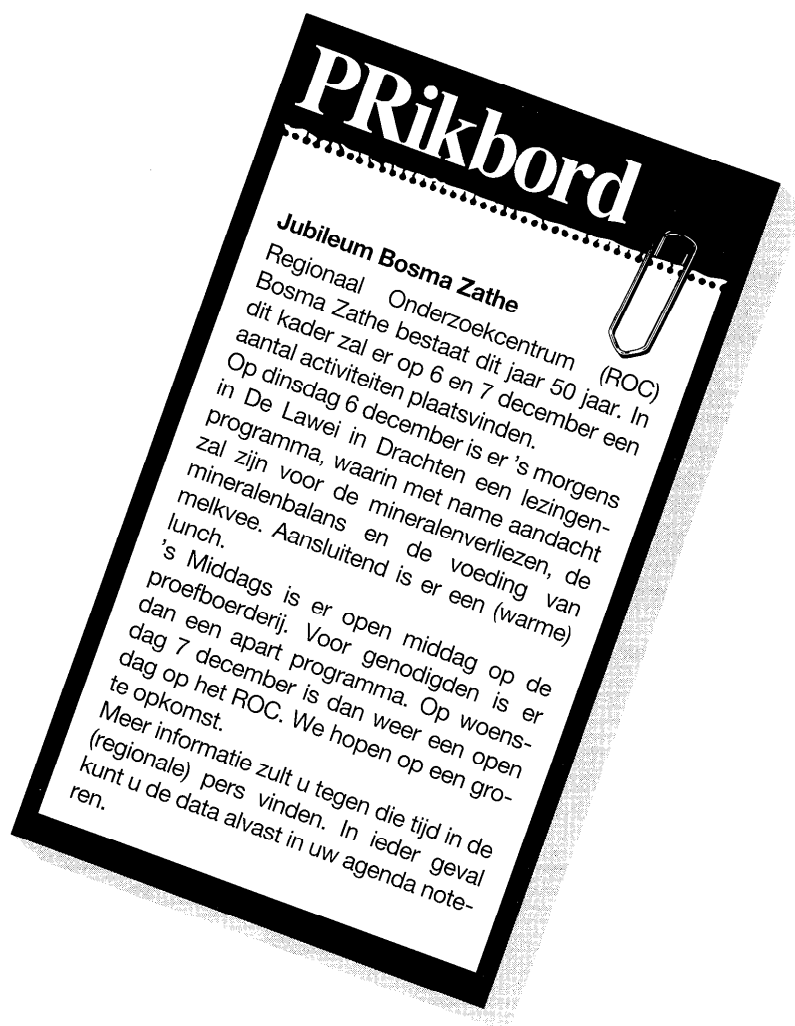 PRikbord
Jubileum Bosma Zathe
Regionaal Onderzoekcentrum (ROC)
Bosma Zathe bestaat dit jaar 50 jaar. In
dit kader zal er op 6 en 7 december een
aantal activiteiten plaatsvinden.
Op dinsdag 6 december is er 's morgens
in De Lawei in Drachten een lezingen-
programma, waarin met name aandacht
zal zijn voor de mineralenverliezen, de
mineralenbalans en de voeding van
melkvee. Aansluitend is er een (warme)
lunch.
's Middags is er open middag op de
proefboerderij. Voor genodigden is er
dan een apart programma. Op woens-
dag 7 december is dan weer een open
dag op het ROC. We hopen op een gro-
te opkomst.
Meer informatie zult u tegen die tijd in de
(regionale) pers vinden. In ieder geval
kunt u de data alvast in uw agenda note-
ren.